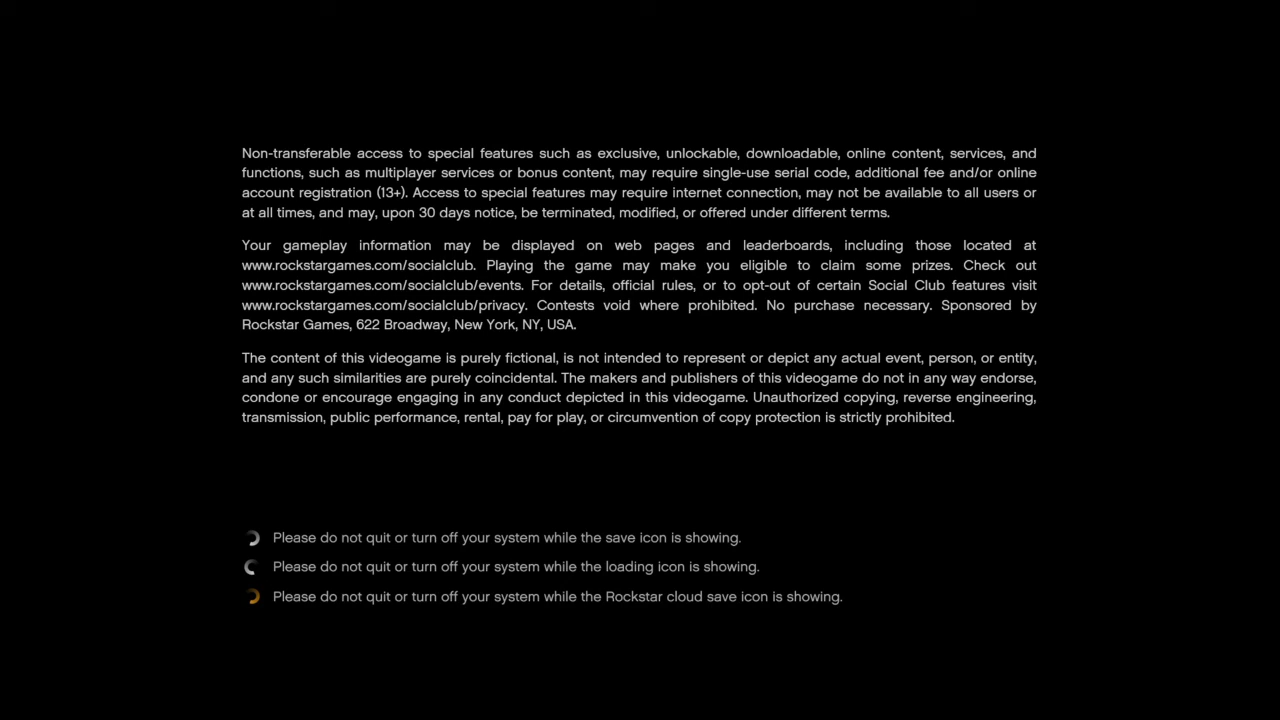 Non-transferable access to special features such as exclusive, unlockable, downloadable, online content, services, and
functions, such as multiplayer services or bonus content, may require single-use serial code, additional fee and/or online
account registration (13+). Access to special features may require internet connection, may not be available to all users or
at all times, and may, upon 30 days notice, be terminated, modified, or offered under different terms.
Your gameplay information may be displayed on web pages and leaderboards, including those located at
www.rockstargames.com/socialclub. Playing the game may make you eligible to claim some prizes. Check out
www.rockstargames.com/socialclub/events. For details, official rules, or to opt-out of certain Social Club features visit
www.rockstargames.com/socialclub/privacy. Contests void where prohibited. No purchase necessary. Sponsored by
Rockstar Games, 622 Broadway, New York, NY, USA.
The content of this videogame is purely fictional, is not intended to represent or depict any actual event, person, or entity,
and any such similarities are purely coincidental. The makers and publishers of this videogame do not in any way endorse,
condone or encourage engaging in any conduct depicted in this videogame. Unauthorized copying, reverse engineering,
transmission, public performance, rental, pay for play, or circumvention of copy protection is strictly prohibited.
Please do not quit or turn off your system while the save icon is showing.
Please do not quit or turn off your system while the loading icon is showing.
Please do not quit or turn off your system while the Rockstar cloud save icon is showing.